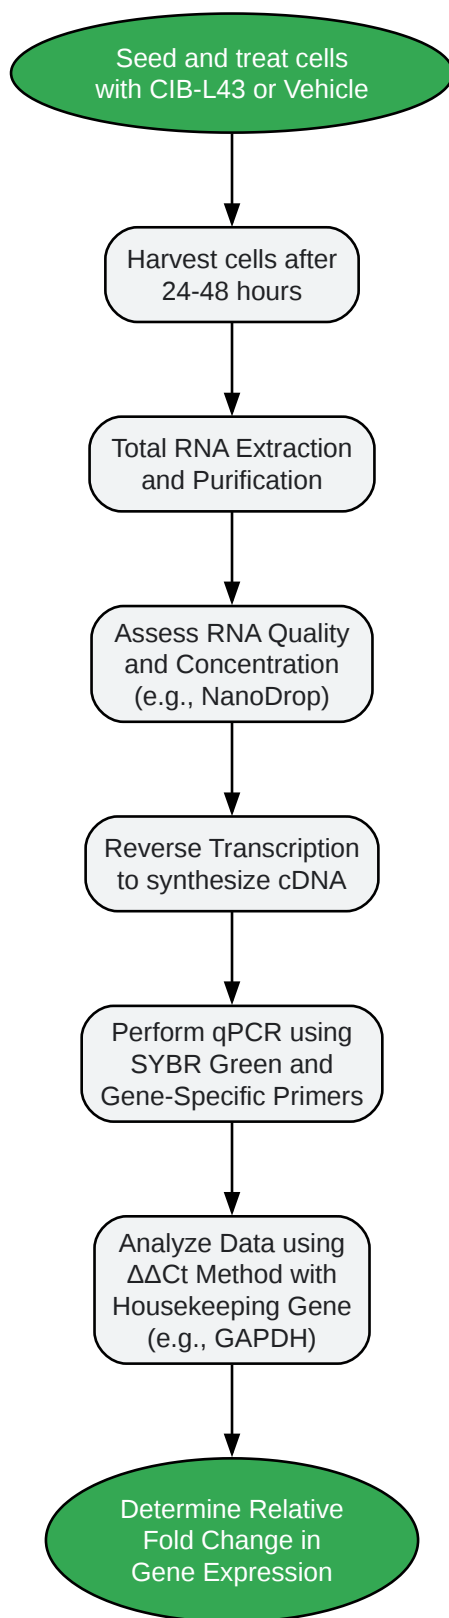 Seed and treat cells
with CIB-L43 or Vehicle
Harvest cells after
24-48 hours
Total RNA Extraction
and Purification
Assess RNA Quality
and Concentration
(e.g., NanoDrop)
Reverse Transcription
to synthesize cDNA
Perform qPCR using
SYBR Green and
Gene-Specific Primers
Analyze Data using
ΔΔCt Method with
Housekeeping Gene
(e.g., GAPDH)
Determine Relative
Fold Change in
Gene Expression